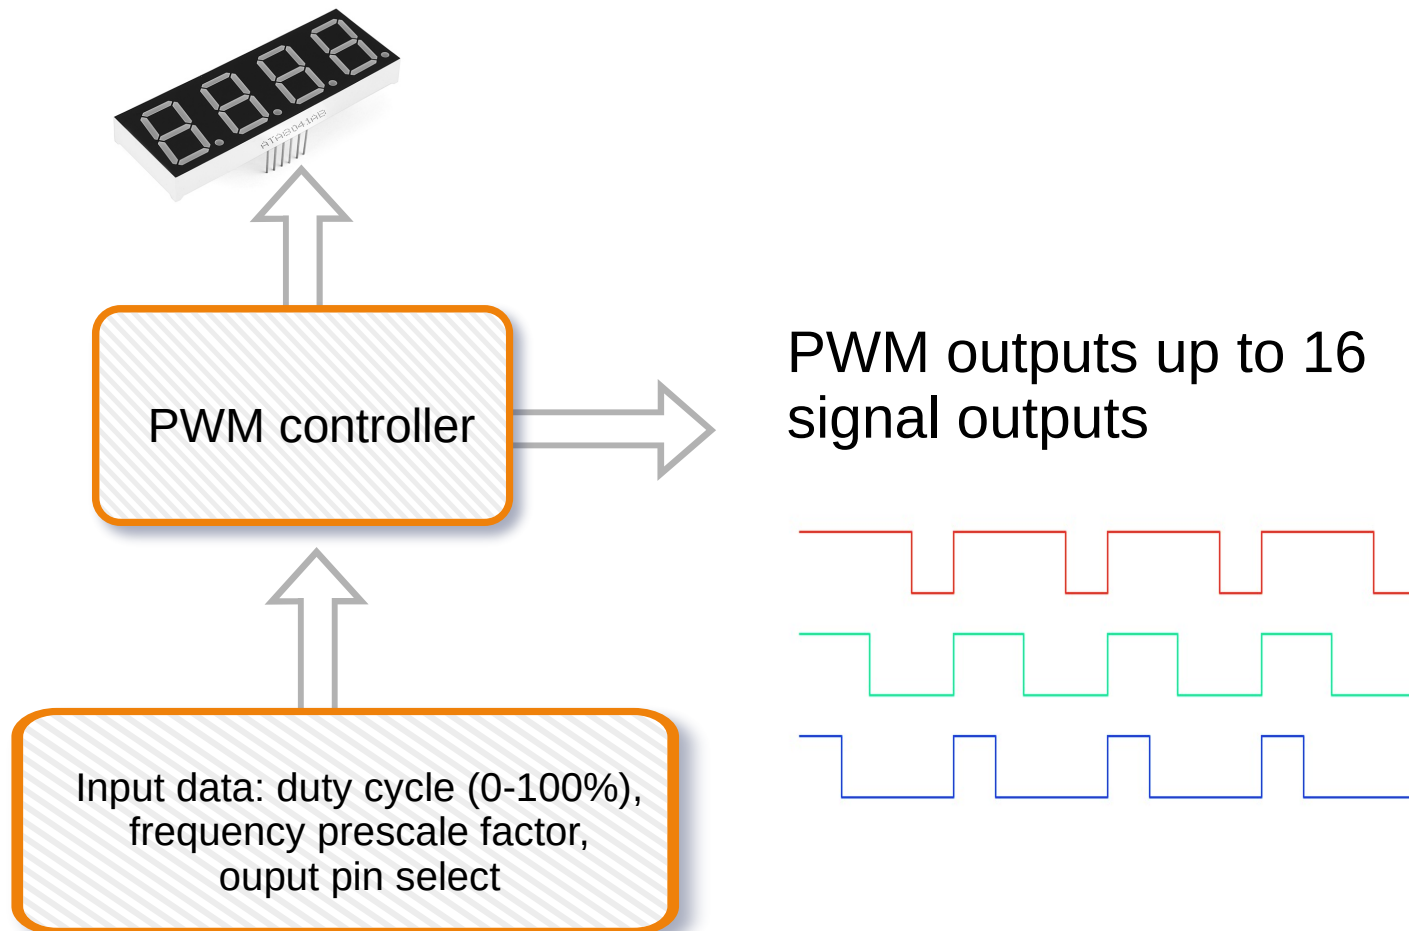 ATA8041AB
PWM controller
PWM outputs up to 16
signal outputs
Input data: duty cycle (0-100%),
frequency prescale factor,
ouput pin select